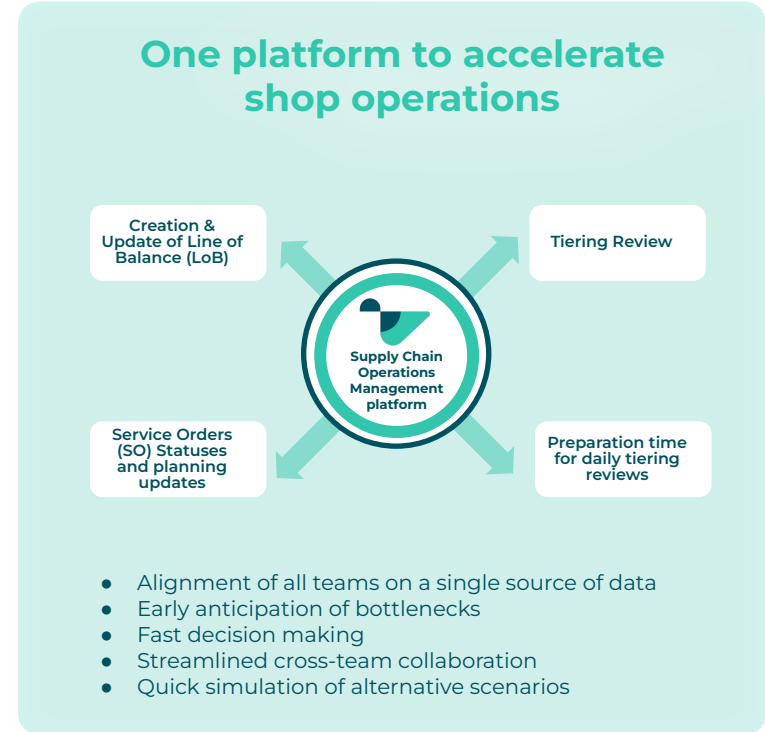 One platform to accelerate
shop operations
Creation &
Update of Line of
Balance (LoB)
Tiering Review
Supply Chain
Operations
Management
platform
Service Orders
(SO) Statuses
and planning
updates
Preparation time
for daily tiering
reviews
● Alignment of all teams on a single source of data
● Early anticipation of bottlenecks
● Fast decision making
● Streamlined cross-team collaboration
● Quick simulation of alternative scenarios